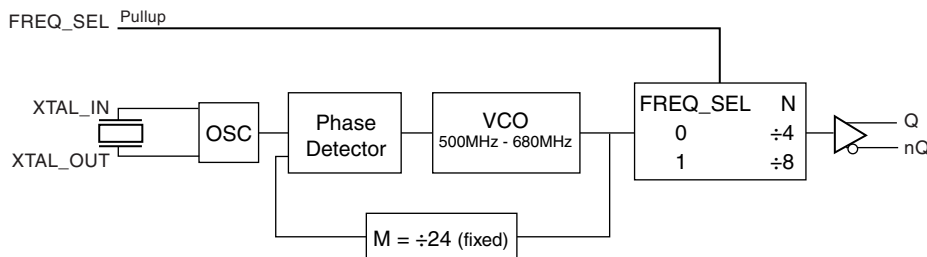 FREQ_SEL Pullup
XTAL_IN
XTAL_OUT
OSC
Phase
Detector
VCO
500MHz - 680MHz
M = ÷24 (fixed)
FREQ_SEL N
0 ÷4
1 ÷8
Q
nQ